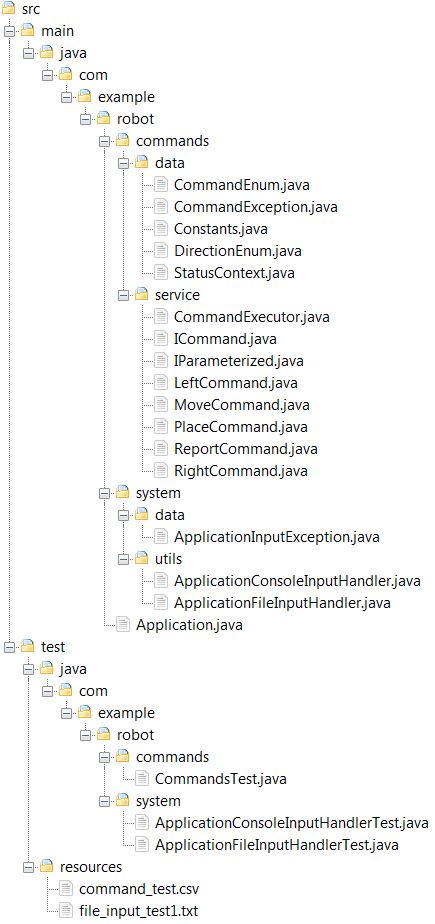 src
main
java
com
example
robot
commands
data
CommandEnum.java
CommandException.java
Constants.java
DirectionEnum.java
StatusContext.java
service
CommandExecutor.java
ICommand.java
IParameterized.java
LeftCommand.java
MoveCommand.java
PlaceCommand.java
ReportCommand.java
RightCommand.java
system
data
ApplicationInputException.java
utils
ApplicationConsoleInputHandler.java
ApplicationFileInputHandler.java
Application.java
test
java
com
example
robot
commands
CommandsTest.java
system
ApplicationConsoleInputHandlerTest.java
ApplicationFileInputHandlerTest.java
resources
command_test.csv
file_input_test1.txt